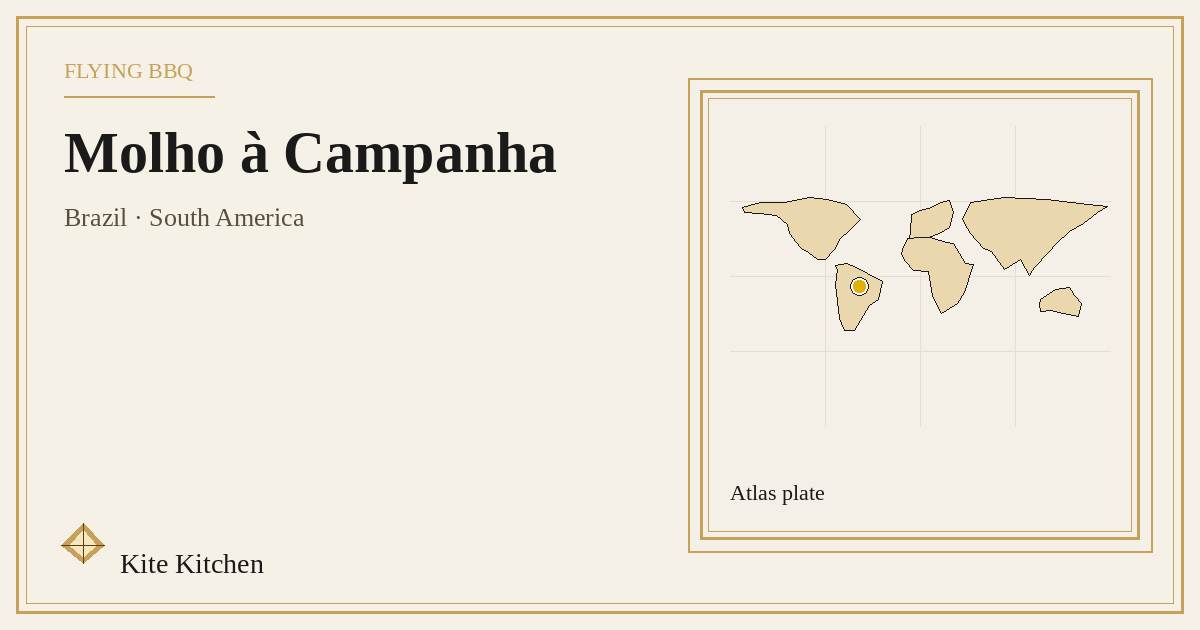 FLYING BBQ
Molho à Campanha
Brazil · South America
Atlas plate
Kite Kitchen